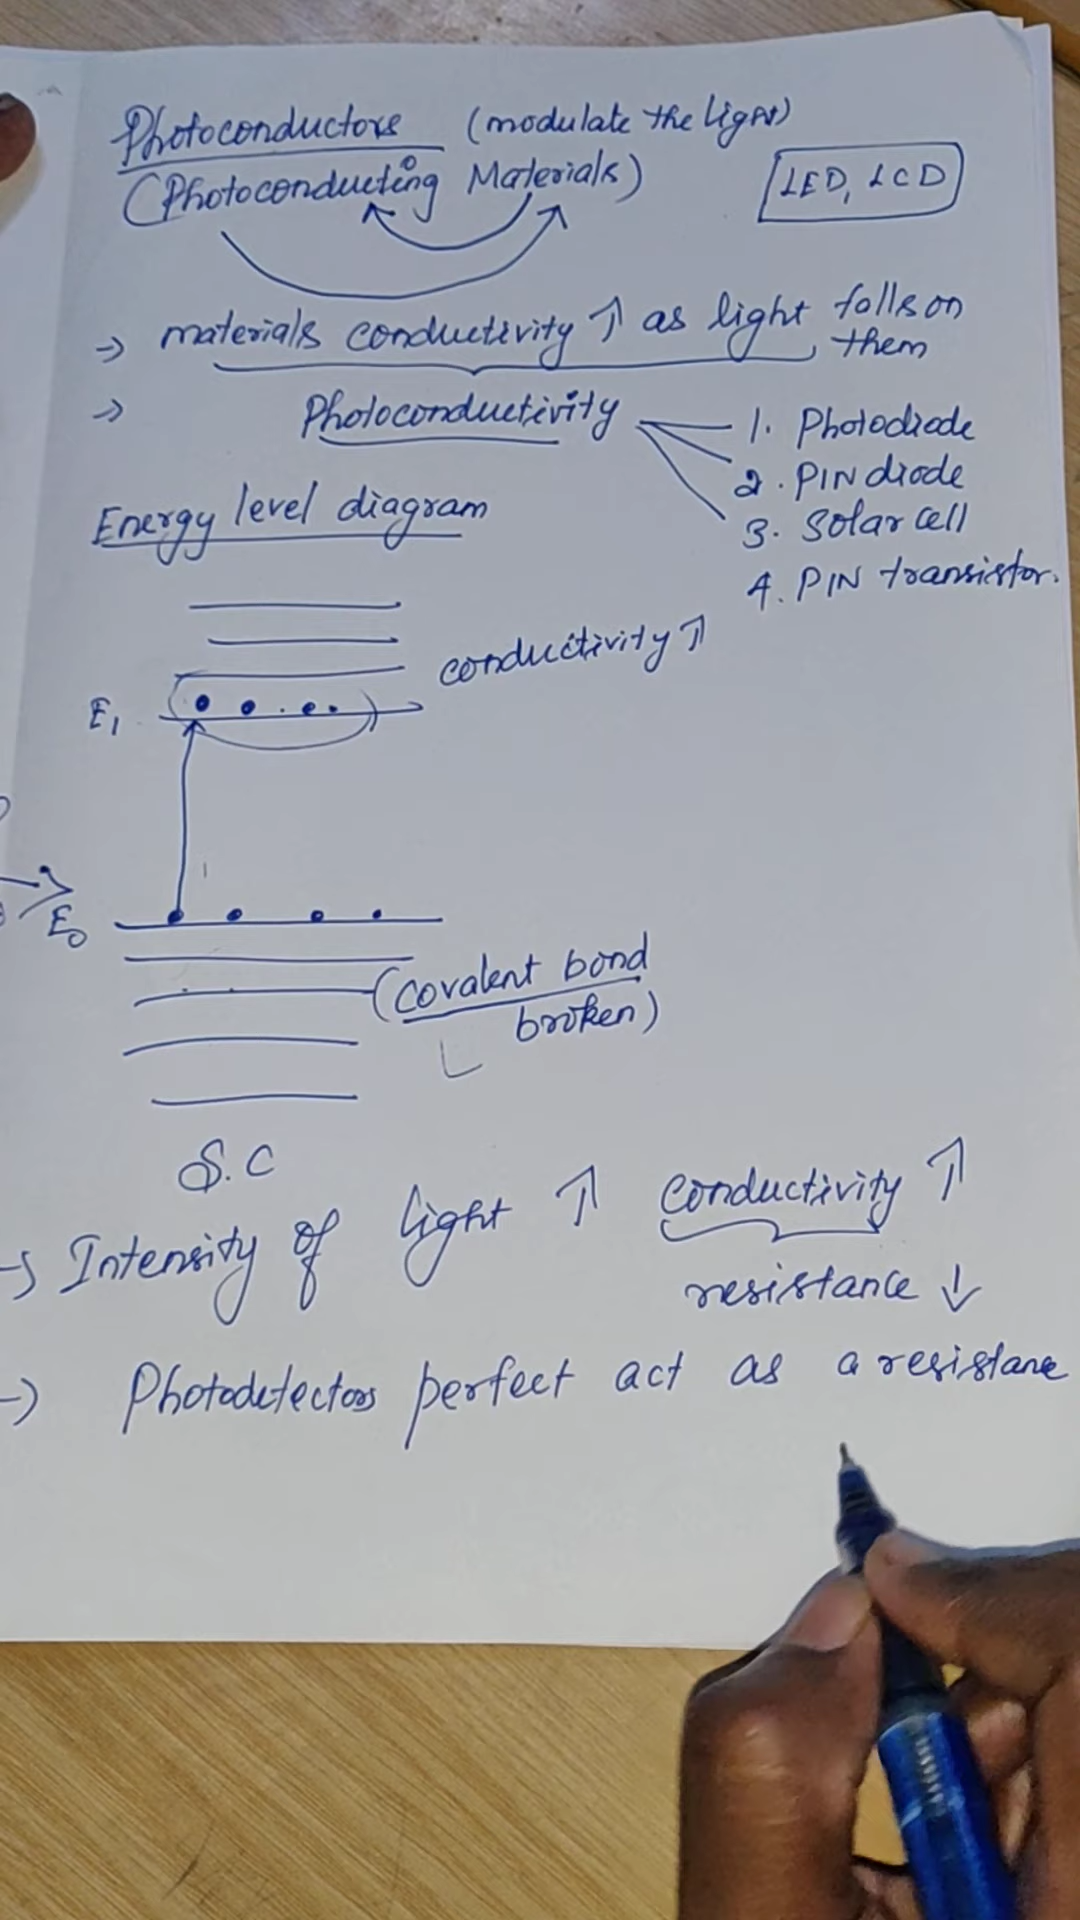 Photoconductors (modulate the light)
(Photoconducting Materials)
LED, LCD
→ materials conductivity ↑ as light falls on
them
→ Photoconductivity
1. Photodiode
2. PIN diode
3. Solar cell
4. PIN transistor.
Energy level diagram
conductivity ↑
E₁
E₀
(covalent bond
broken)
S.C
→ Intensity of light ↑ conductivity ↑
resistance ↓
→ Photodetectors perfect act as a resistane